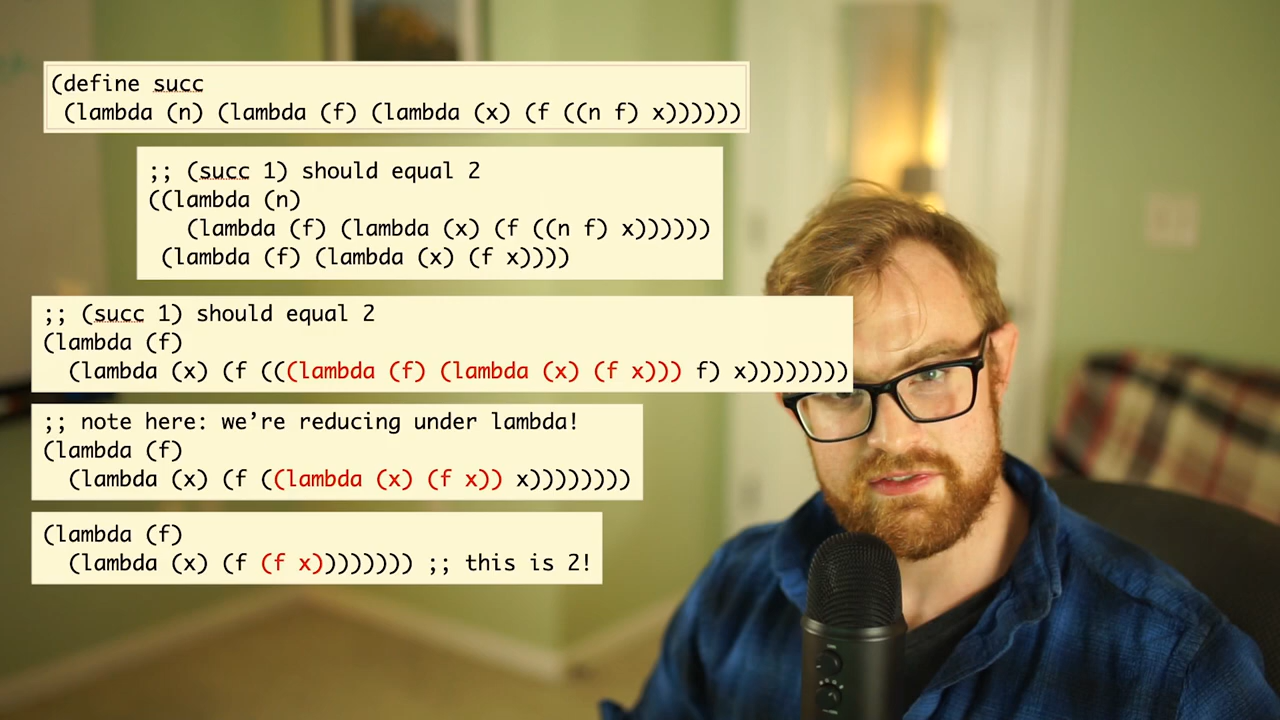 (define succ
(lambda (n) (lambda (f) (lambda (x) (f ((n f) x))))))
;; (succ 1) should equal 2
((lambda (n)
(lambda (f) (lambda (x) (f ((n f) x))))))
(lambda (f) (lambda (x) (f x))))
;; (succ 1) should equal 2
(lambda (f)
(lambda (x) (f (((lambda (f) (lambda (x) (f x))) f) x))))))))
;; note here: we’re reducing under lambda!
(lambda (f)
(lambda (x) (f ((lambda (x) (f x)) x))))))))
(lambda (f)
(lambda (x) (f (f x)))))))) ;; this is 2!